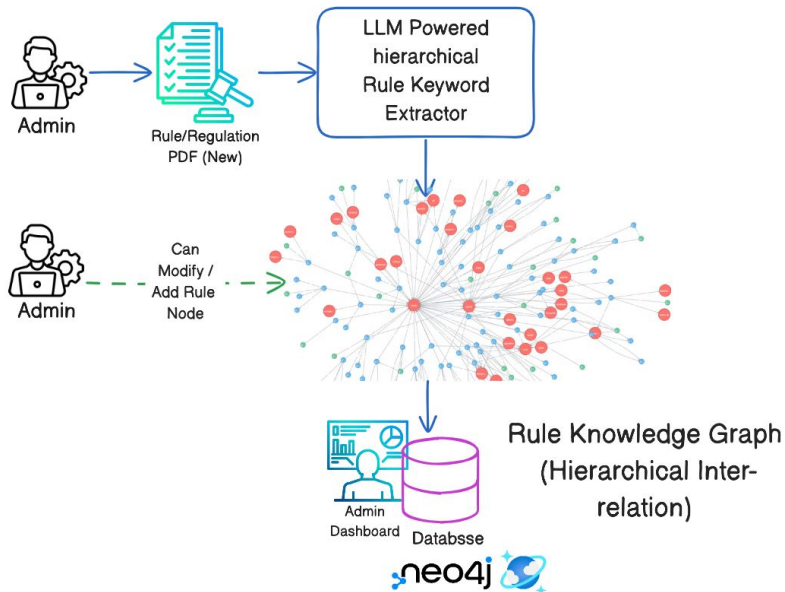 LLM Powered
hierarchical
Rule Keyword
Extractor
Admin
Rule/Regulation
PDF (New)
Can
Modify /
Add Rule
Node
Admin
Rule Knowledge Graph
(Hierarchical Inter-
relation)
Admin
Dashboard
Databsse
neo4j